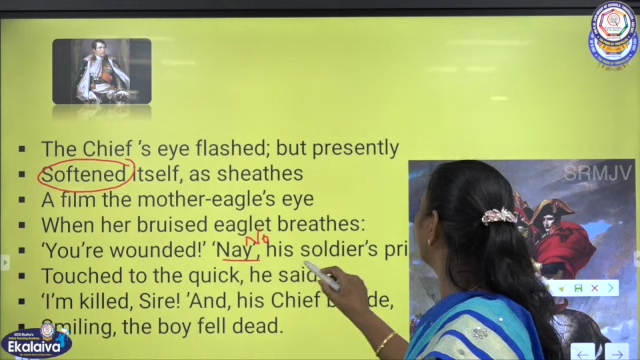 SRMJV
The Chief 's eye flashed; but presently
Softened itself, as sheathes
A film the mother-eagle's eye
When her bruised eaglet breathes:
No
'You're wounded!' 'Nay', his soldier's pri
Touched to the quick, he said
'I'm killed, Sire! 'And, his Chief
Smiling, the boy fell dead.
Ekalaiva